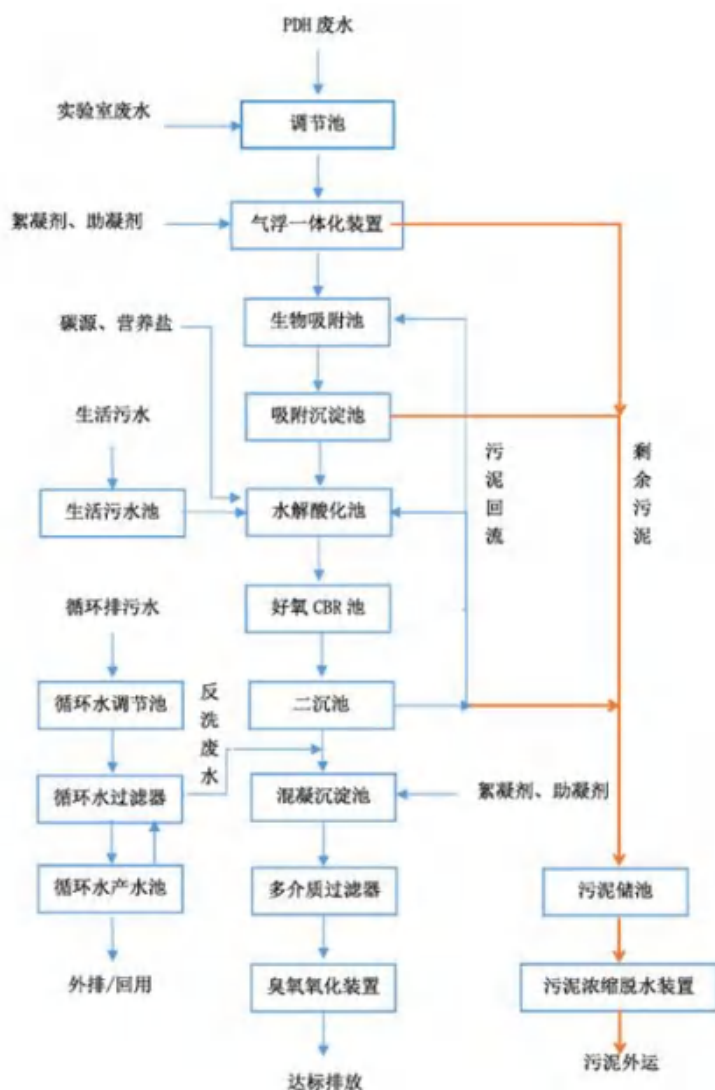 PDH 废水
实验室废水
调节池
絮凝剂、助凝剂
气浮一体化装置
碳源、营养盐
生物吸附池
生活污水
吸附沉淀池
污泥回流
剩余污泥
生活污水池
水解酸化池
循环排污水
好氧 CBR 池
循环水调节池
反洗废水
二沉池
循环水过滤器
混凝沉淀池
絮凝剂、助凝剂
循环水产水池
多介质过滤器
污泥储池
外排/回用
臭氧氧化装置
污泥浓缩脱水装置
达标排放
污泥外运